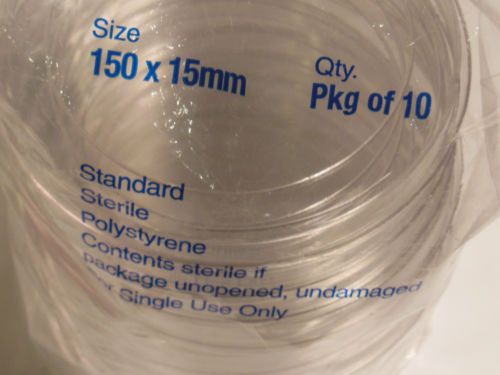 Size
150 x 15mm
Qty.
Pkg of 10
Standard
Sterile
Polystyrene
Contents sterile if
package unopened, undamaged
For Single Use Only